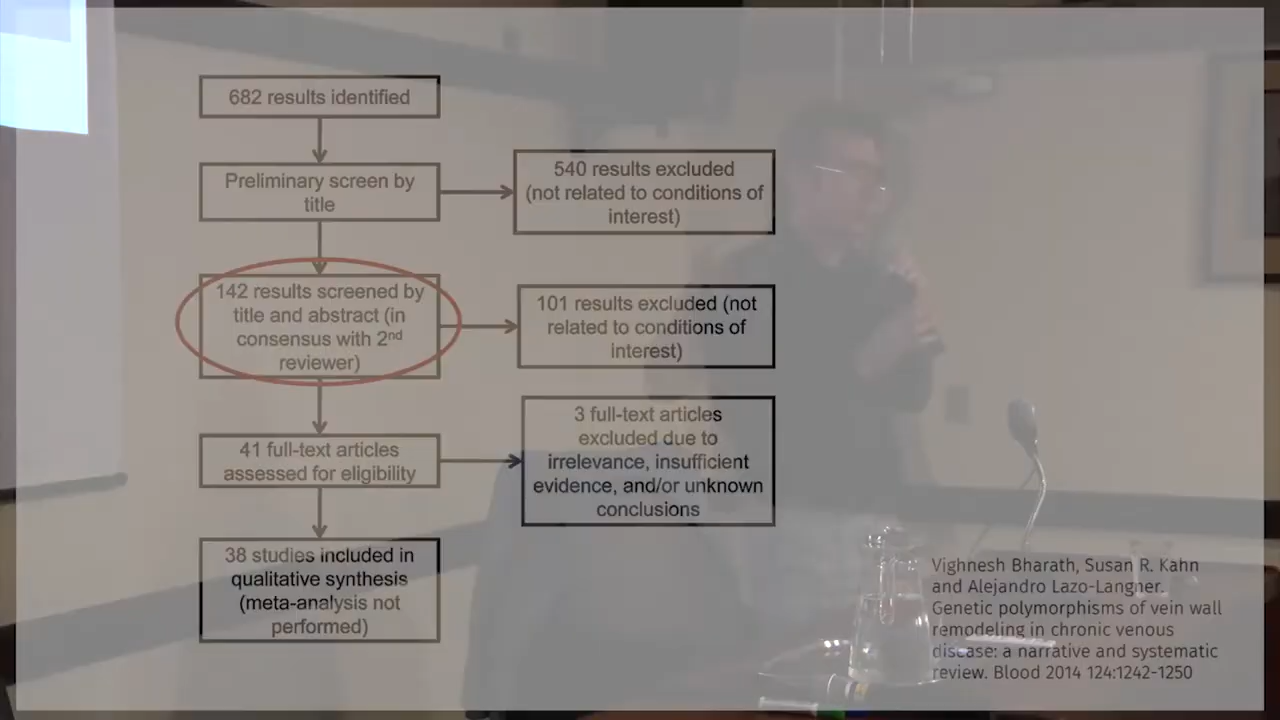 682 results identified
Preliminary screen by
title
540 results excluded
(not related to conditions of
interest)
142 results screened by
title and abstract (in
consensus with 2nd
reviewer)
101 results excluded (not
related to conditions of
interest)
41 full-text articles
assessed for eligibility
3 full-text articles
excluded due to
irrelevance, insufficient
evidence, and/or unknown
conclusions
38 studies included in
qualitative synthesis
(meta-analysis not
performed)
Vighnesh Bharath, Susan R. Kahn
and Alejandro Lazo-Langner.
Genetic polymorphisms of vein wall
remodeling in chronic venous
disease: a narrative and systematic
review. Blood 2014 124:1242-1250